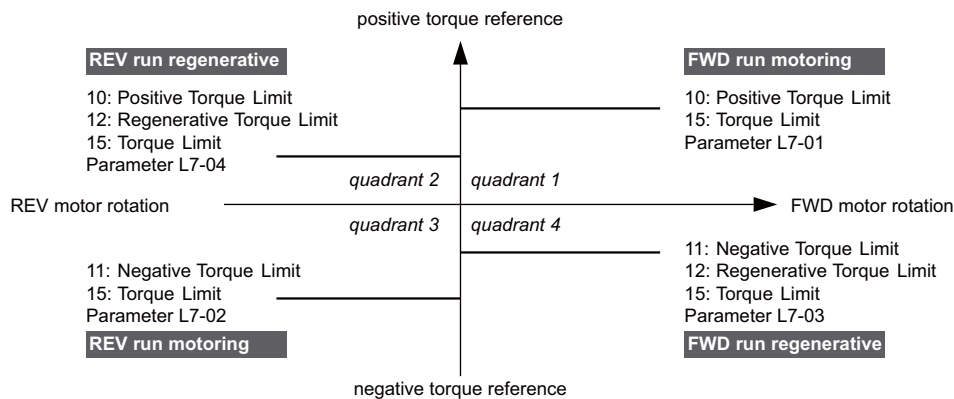 positive torque reference
REV run regenerative
10: Positive Torque Limit
12: Regenerative Torque Limit
15: Torque Limit
Parameter L7-04
FWD run motoring
10: Positive Torque Limit
15: Torque Limit
Parameter L7-01
quadrant 2
quadrant 1
REV motor rotation
FWD motor rotation
quadrant 3
quadrant 4
11: Negative Torque Limit
15: Torque Limit
Parameter L7-02
REV run motoring
11: Negative Torque Limit
12: Regenerative Torque Limit
15: Torque Limit
Parameter L7-03
FWD run regenerative
negative torque reference